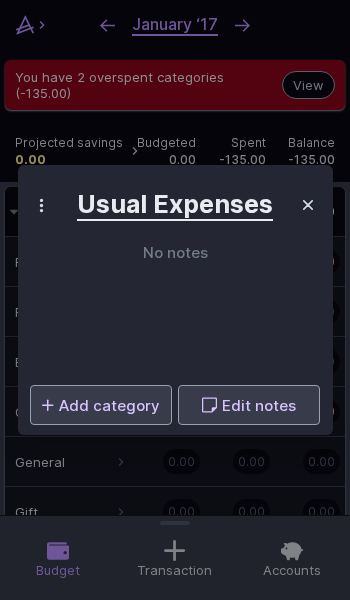 January '17
You have 2 overspent categories
(-135.00)
View
Projected savings Budgeted Spent Balance
0.00 0.00 -135.00 -135.00
Usual Expenses
No notes
Add category Edit notes
General 0.00 0.00 0.00
Gift 0.00 0.00 0.00
Budget Transaction Accounts